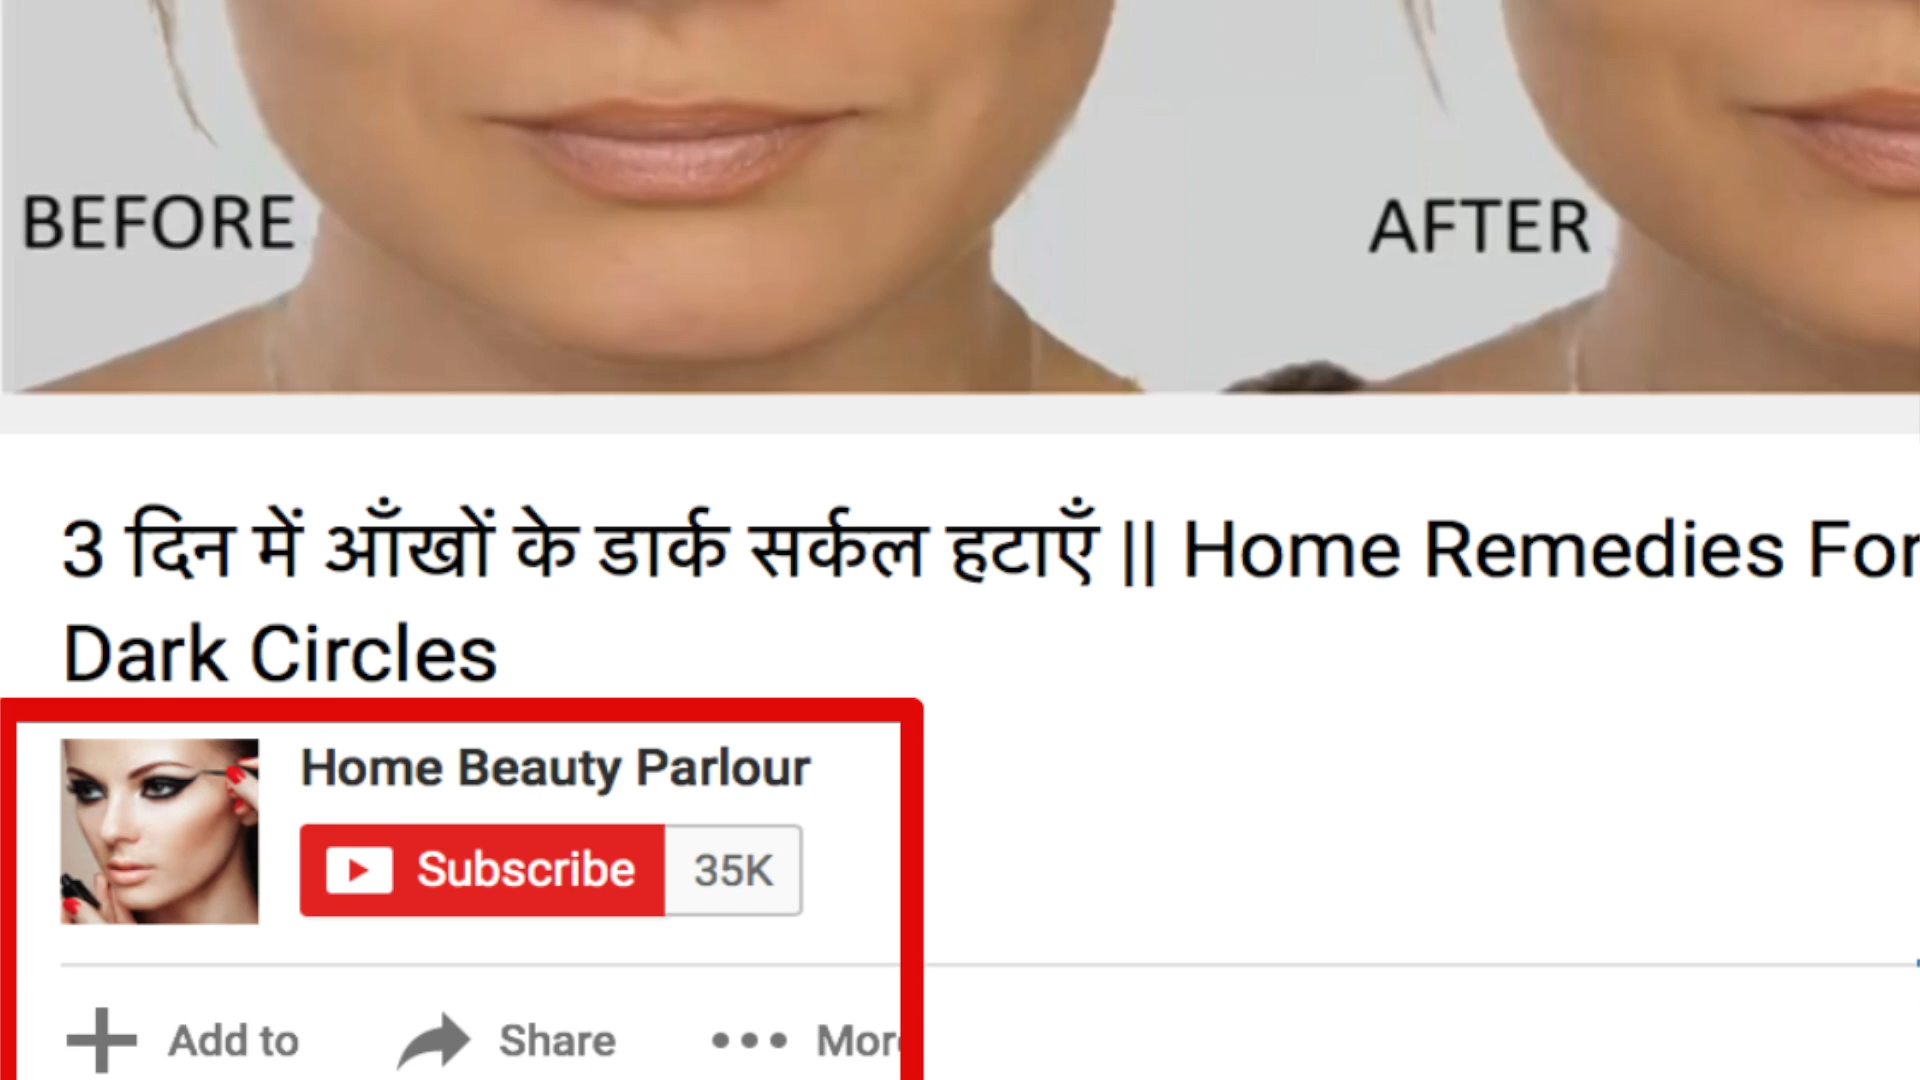 BEFORE
AFTER
3 दिन में आँखों के डार्क सर्कल हटाएँ || Home Remedies For
Dark Circles
Home Beauty Parlour
Subscribe 35K
Add to Share More